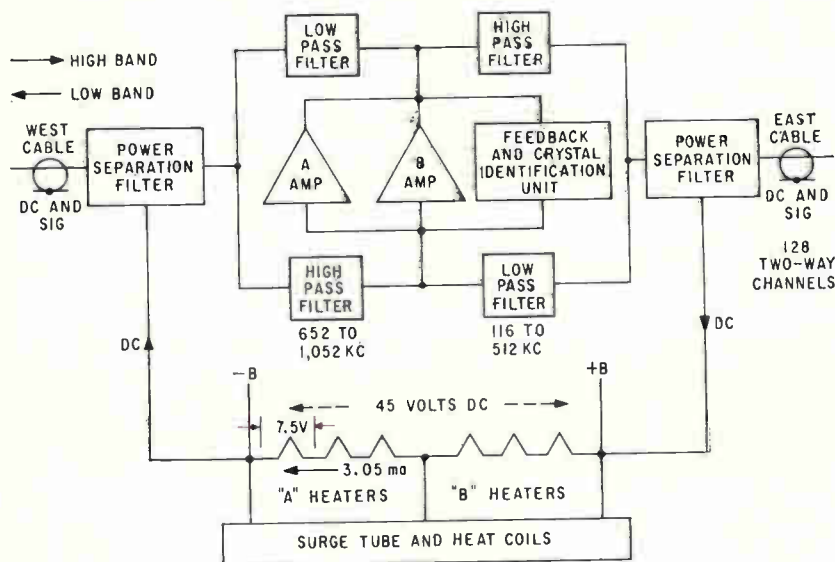 HIGH BAND
LOW BAND
LOW
PASS
FILTER
HIGH
PASS
FILTER
WEST
CABLE
DC AND
SIG
POWER
SEPARATION
FILTER
A
AMP
B
AMP
FEEDBACK
AND CRYSTAL
IDENTIFICATION
UNIT
POWER
SEPARATION
FILTER
EAST
CABLE
DC AND
SIG
128
TWO-WAY
CHANNELS
HIGH
PASS
FILTER
652 TO
1,052 KC
LOW
PASS
FILTER
116 TO
512 KC
DC
DC
-B
+B
45 VOLTS DC
7.5V
3.05 ma
"A" HEATERS
"B" HEATERS
SURGE TUBE AND HEAT COILS